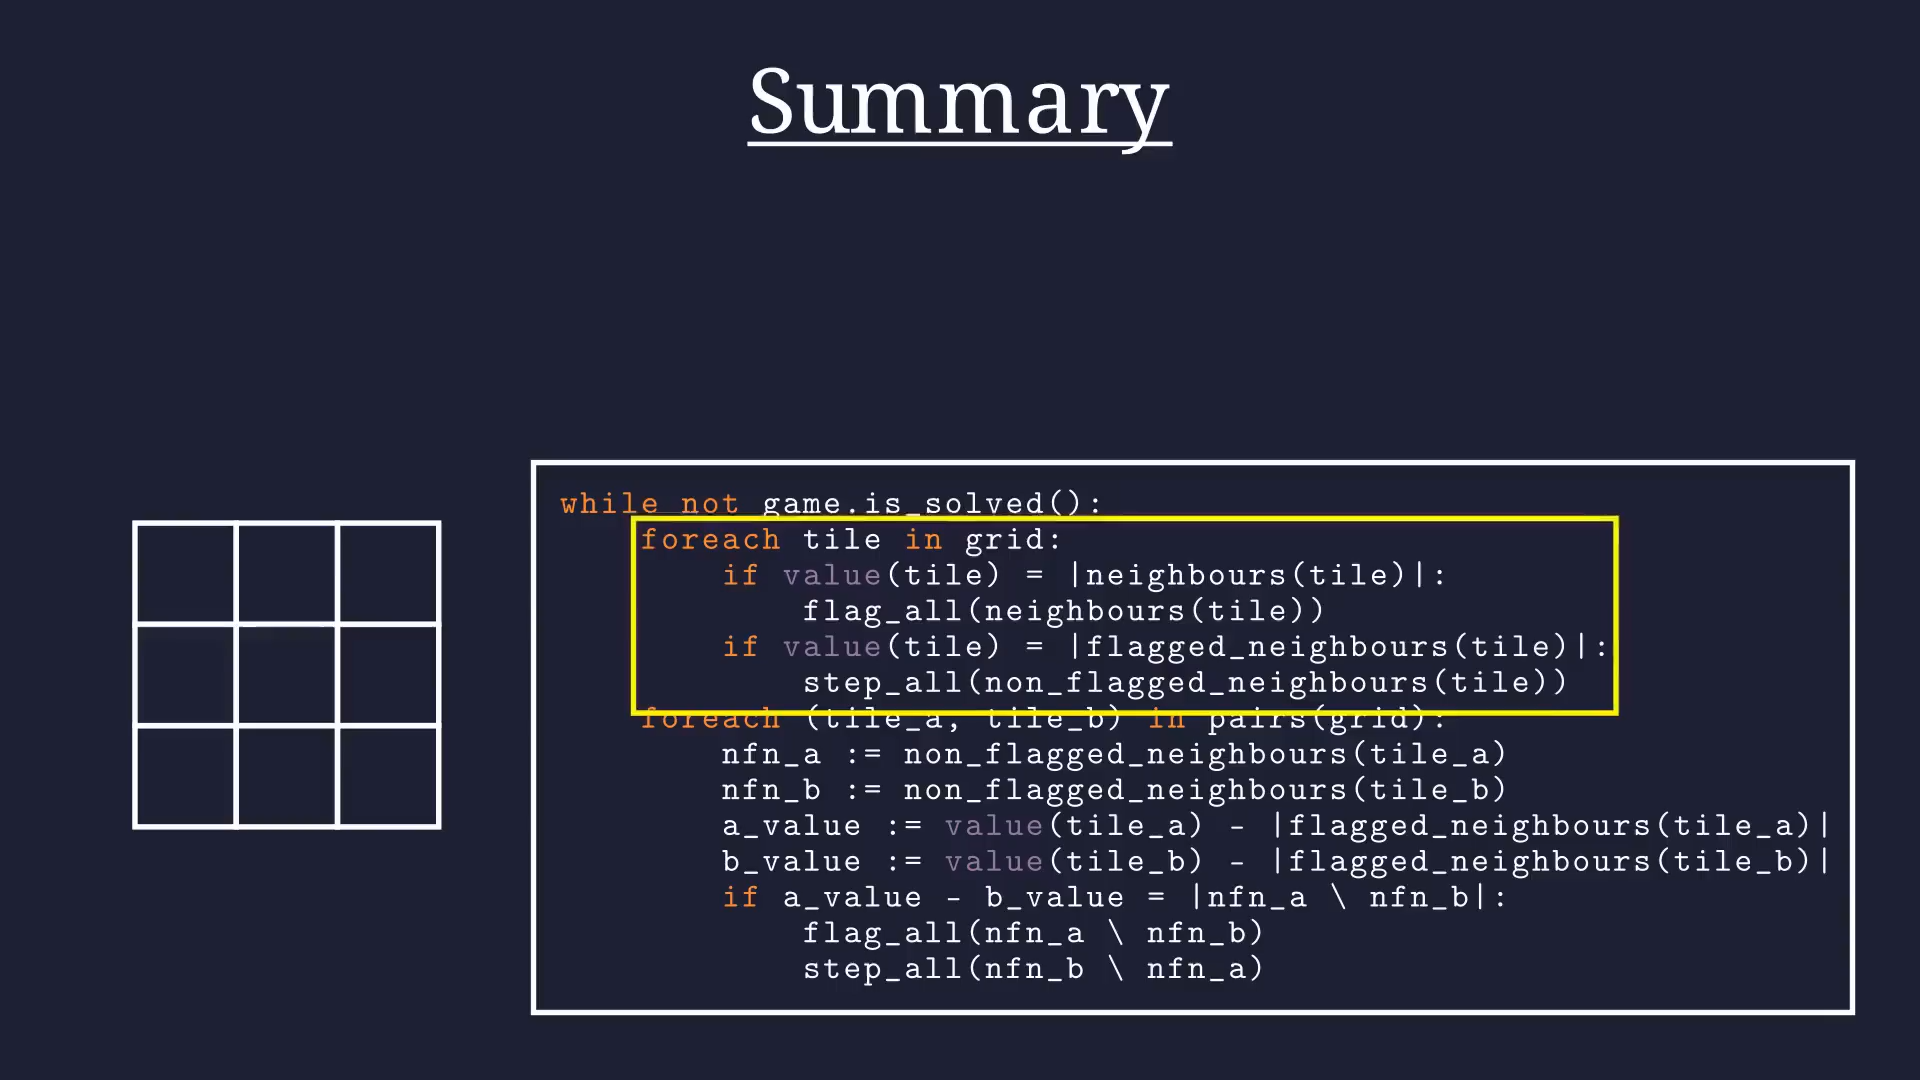 Summary
while not game.is_solved():
foreach tile in grid:
if value(tile) = |neighbours(tile)|:
flag_all(neighbours(tile))
if value(tile) = |flagged_neighbours(tile)|:
step_all(non_flagged_neighbours(tile))
foreach (tile_a, tile_b) in pairs(grid):
nfn_a := non_flagged_neighbours(tile_a)
nfn_b := non_flagged_neighbours(tile_b)
a_value := value(tile_a) - |flagged_neighbours(tile_a)|
b_value := value(tile_b) - |flagged_neighbours(tile_b)|
if a_value - b_value = |nfn_a \ nfn_b|:
flag_all(nfn_a \ nfn_b)
step_all(nfn_b \ nfn_a)